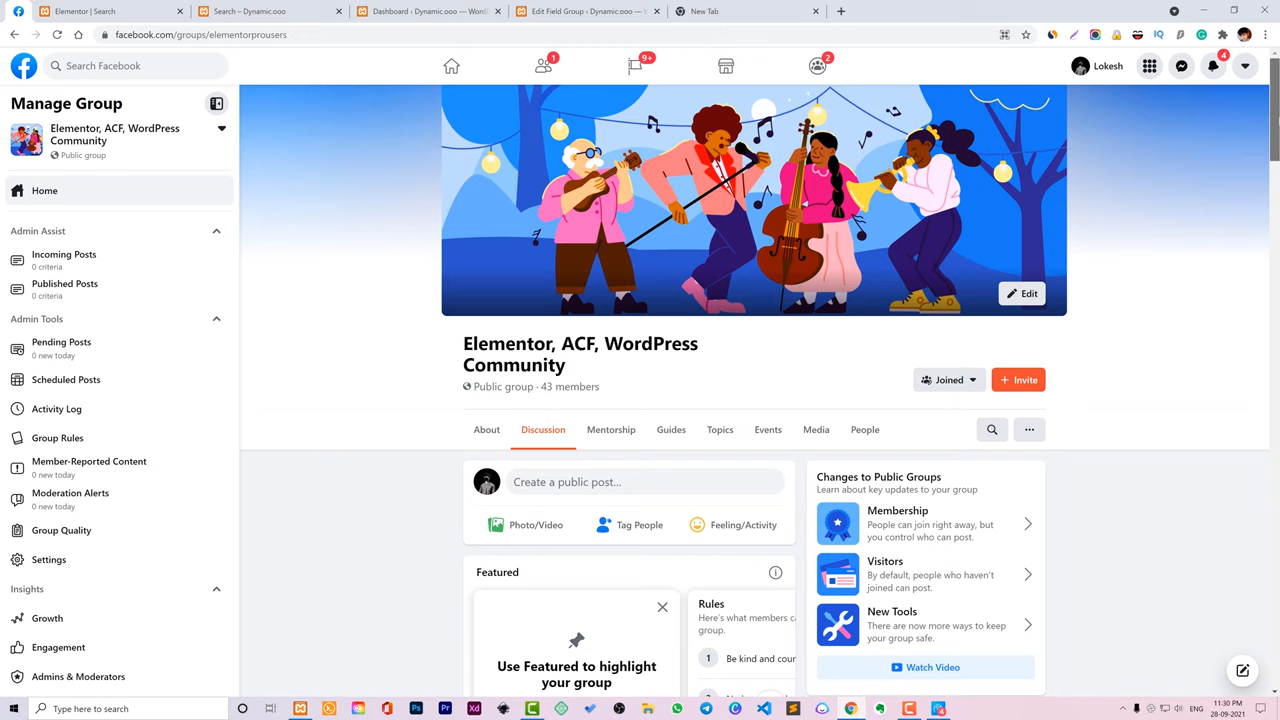 Elementor | Search
Search – Dynamic.ooo
Dashboard ‹ Dynamic.ooo — Word
Edit Field Group ‹ Dynamic.ooo —
New Tab
facebook.com/groups/elementorprousers
Search Facebook
1
9+
2
Lokesh
4
Manage Group
Elementor, ACF, WordPress
Community
Public group
Home
Admin Assist
Incoming Posts
0 criteria
Published Posts
0 criteria
Admin Tools
Pending Posts
0 new today
Scheduled Posts
Activity Log
Group Rules
Member-Reported Content
0 new today
Moderation Alerts
0 new today
Group Quality
Settings
Insights
Growth
Engagement
Admins & Moderators
Edit
Elementor, ACF, WordPress
Community
Public group · 43 members
Joined
+ Invite
About
Discussion
Mentorship
Guides
Topics
Events
Media
People
Create a public post...
Photo/Video
Tag People
Feeling/Activity
Featured
Use Featured to highlight
your group
Rules
Here's what members
group.
1
Be kind and cour
Changes to Public Groups
Learn about key updates to your group
Membership
People can join right away, but
you control who can post.
Visitors
By default, people who haven't
joined can post.
New Tools
There are now more ways to keep
your group safe.
Watch Video
Type here to search
ENG
11:30 PM
28-09-2021